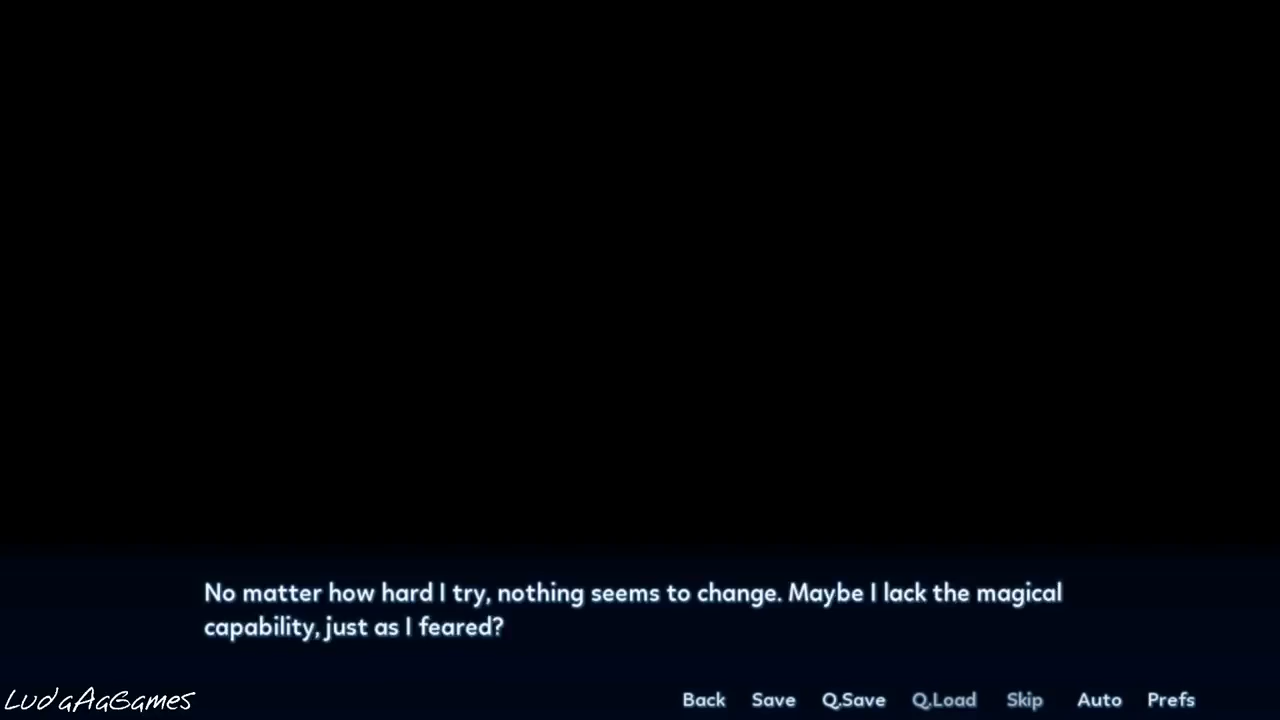 No matter how hard I try, nothing seems to change. Maybe I lack the magical
capability, just as I feared?
LudaAaGames
Back Save Q.Save Q.Load Skip Auto Prefs